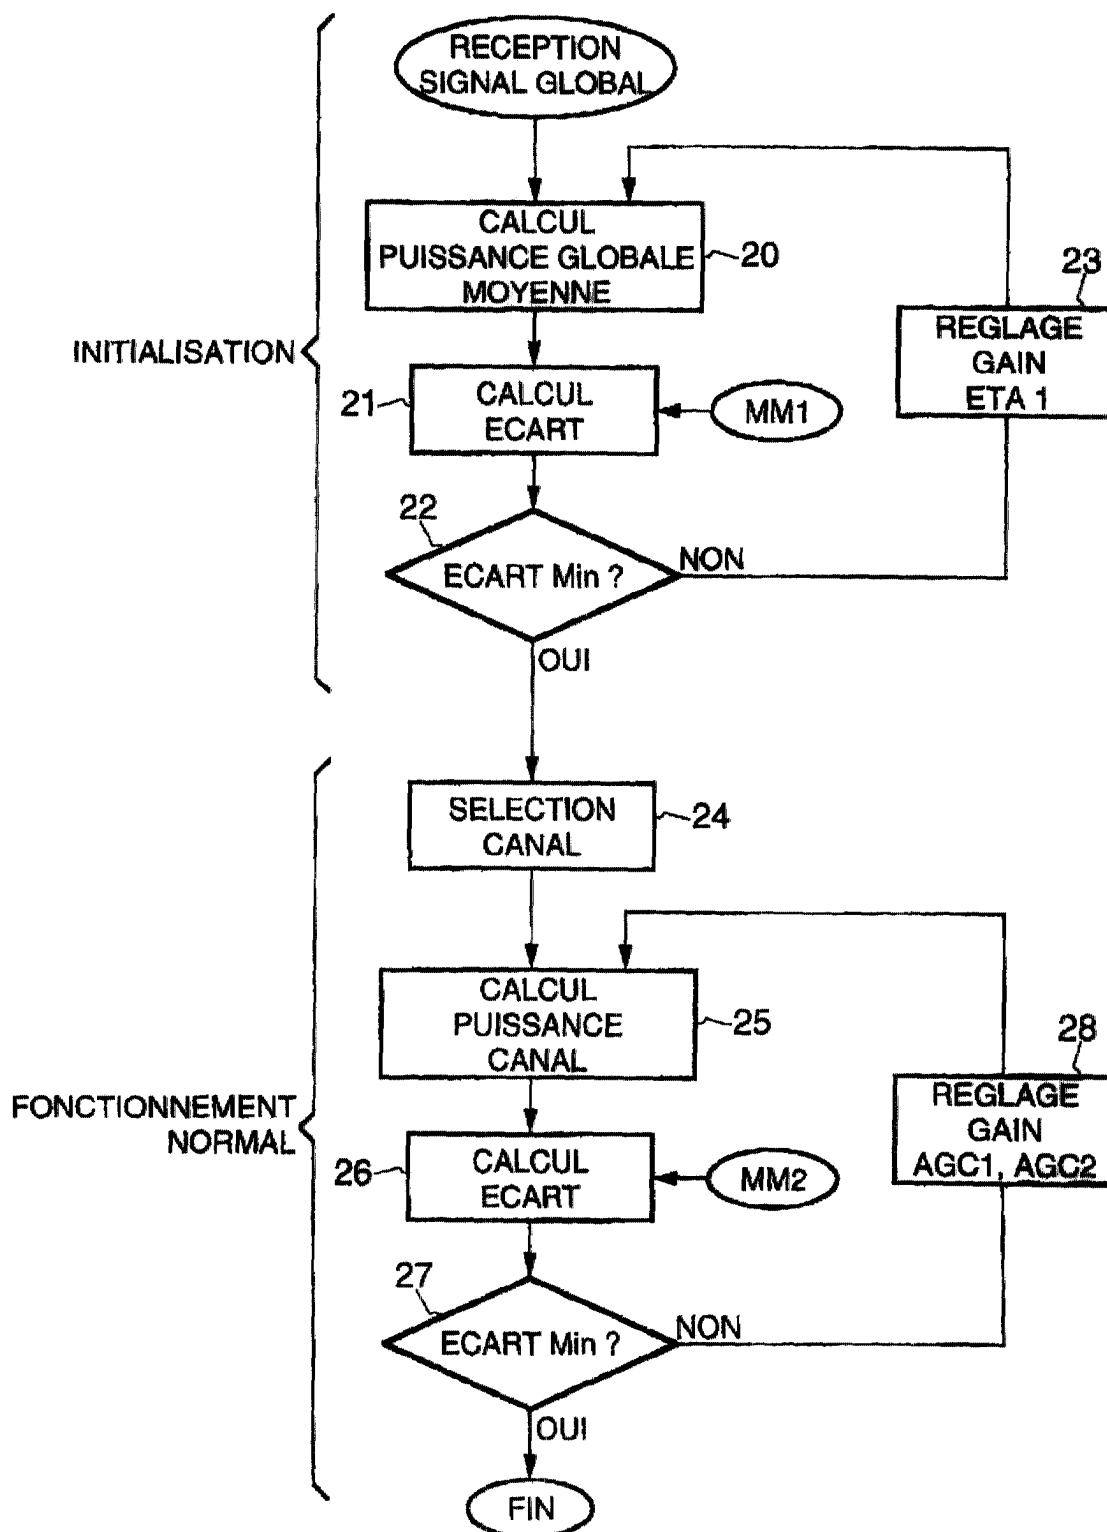 RECEPTION
SIGNAL GLOBAL
CALCUL
PUISSANCE GLOBALE
MOYENNE
20
23
REGLAGE
GAIN
ETA 1
INITIALISATION
21
CALCUL
ECART
MM1
22
ECART Min ?
NON
OUI
SELECTION
CANAL
24
CALCUL
PUISSANCE
CANAL
25
28
REGLAGE
GAIN
AGC1, AGC2
FONCTIONNEMENT
NORMAL
26
CALCUL
ECART
MM2
27
ECART Min ?
NON
OUI
FIN